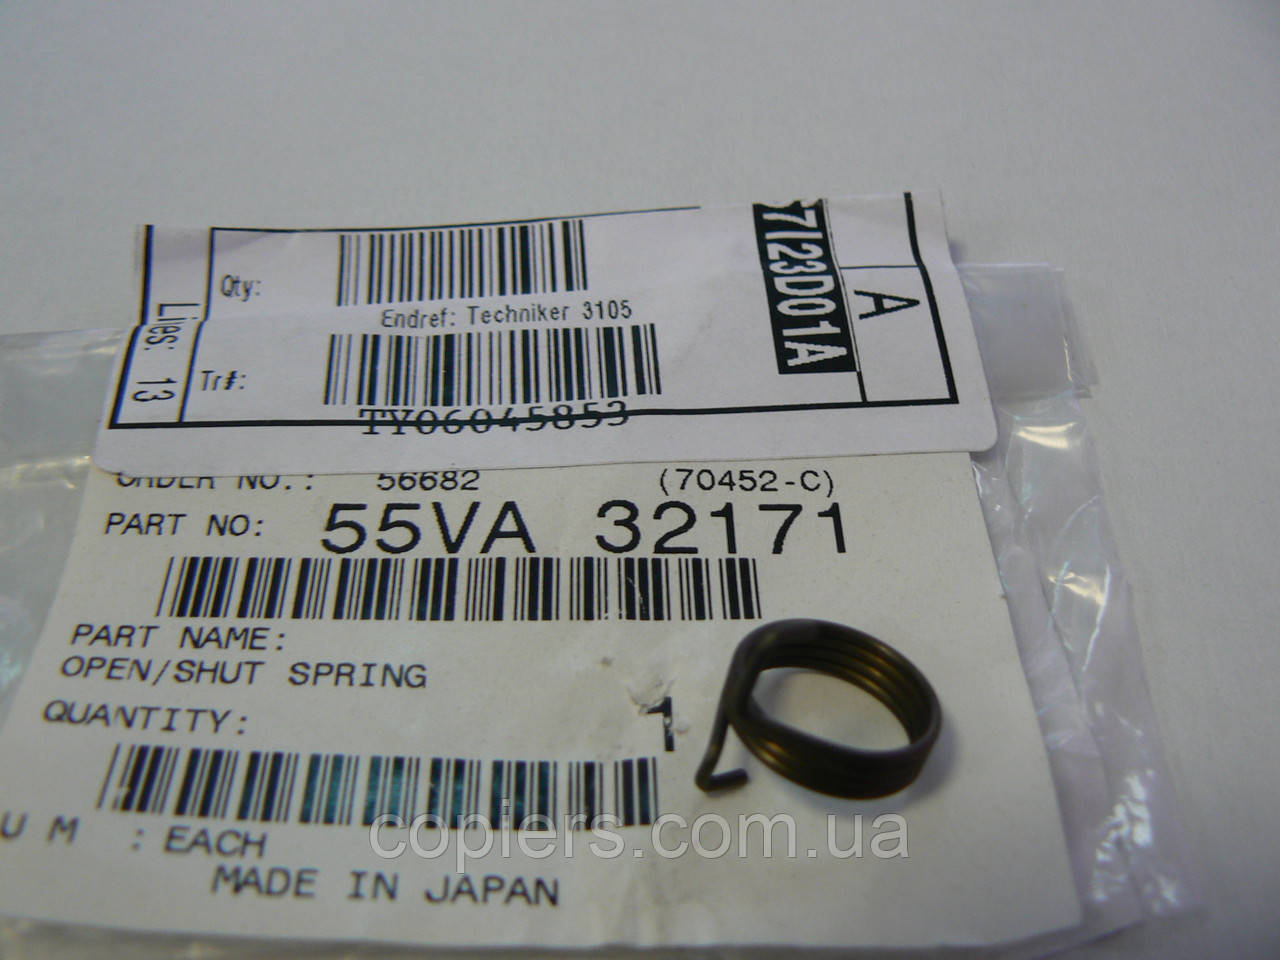 Qty:
Endref: Techniker 3105
Tr#:
TY06045853
Lies: 13
7I23D01A
A
ORDER NO.: 56682 (70452-C)
PART NO: 55VA 32171
PART NAME:
OPEN/SHUT SPRING
QUANTITY: 1
U M : EACH
MADE IN JAPAN
copiers.com.ua